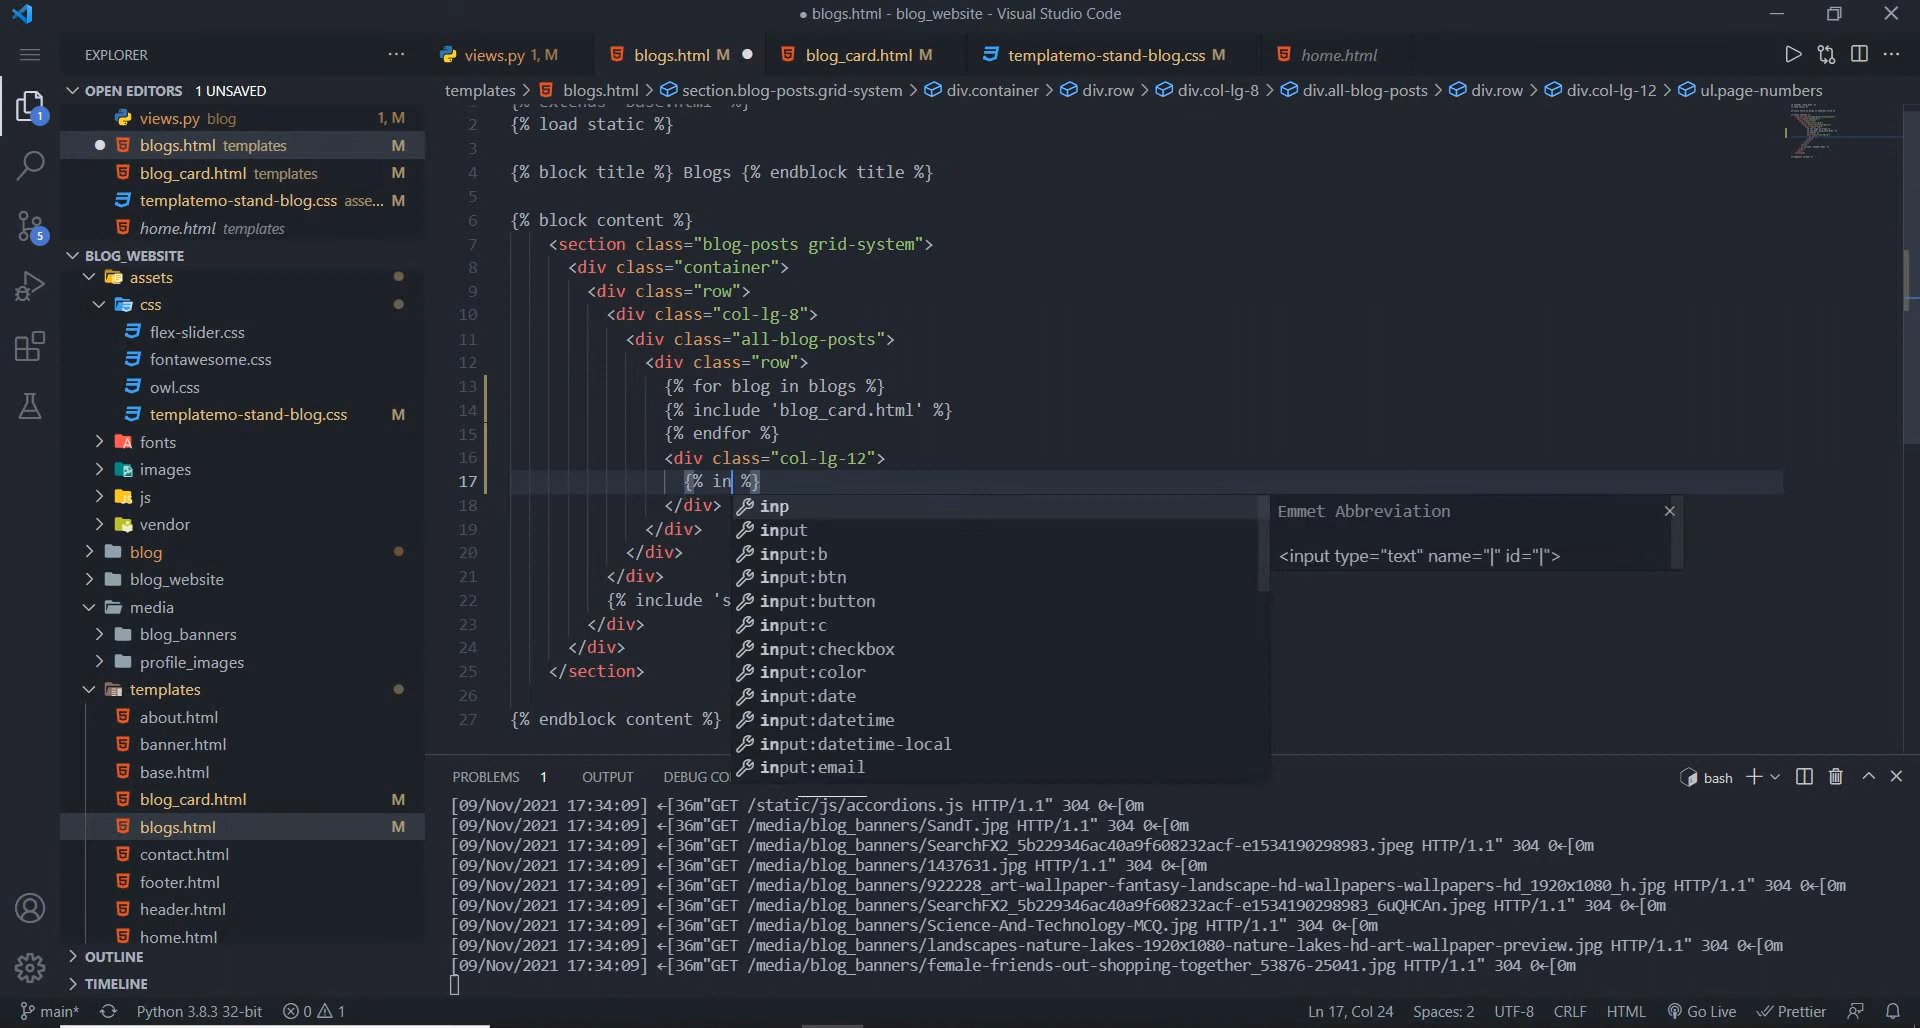 ● blogs.html - blog_website - Visual Studio Code
EXPLORER
views.py 1, M
blogs.html M
blog_card.html M
templatemo-stand-blog.css M
home.html
templates > blogs.html > section.blog-posts.grid-system > div.container > div.row > div.col-lg-8 > div.all-blog-posts > div.row > div.col-lg-12 > ul.page-numbers
OPEN EDITORS 1 UNSAVED
views.py blog 1, M
blogs.html templates M
blog_card.html templates M
templatemo-stand-blog.css asse... M
home.html templates
BLOG_WEBSITE
assets
css
flex-slider.css
fontawesome.css
owl.css
templatemo-stand-blog.css M
fonts
images
js
vendor
blog
blog_website
media
blog_banners
profile_images
templates
about.html
banner.html
base.html
blog_card.html M
blogs.html M
contact.html
footer.html
header.html
home.html
OUTLINE
TIMELINE
1
5
2 {% load static %}
3
4 {% block title %} Blogs {% endblock title %}
5
6 {% block content %}
7 <section class="blog-posts grid-system">
8 <div class="container">
9 <div class="row">
10 <div class="col-lg-8">
11 <div class="all-blog-posts">
12 <div class="row">
13 {% for blog in blogs %}
14 {% include 'blog_card.html' %}
15 {% endfor %}
16 <div class="col-lg-12">
17 {% in %}
18 </div>
19 </div>
20 </div>
21 </div>
22 {% include 's
23 </div>
24 </div>
25 </section>
26
27 {% endblock content %}
inp
input
input:b
input:btn
input:button
input:c
input:checkbox
input:color
input:date
input:datetime
input:datetime-local
input:email
Emmet Abbreviation
<input type="text" name="|" id="|">
PROBLEMS 1 OUTPUT DEBUG CO
bash
[09/Nov/2021 17:34:09] ←[36m"GET /static/js/accordions.js HTTP/1.1" 304 0←[0m
[09/Nov/2021 17:34:09] ←[36m"GET /media/blog_banners/SandT.jpg HTTP/1.1" 304 0←[0m
[09/Nov/2021 17:34:09] ←[36m"GET /media/blog_banners/SearchFX2_5b229346ac40a9f608232acf-e1534190298983.jpeg HTTP/1.1" 304 0←[0m
[09/Nov/2021 17:34:09] ←[36m"GET /media/blog_banners/1437631.jpg HTTP/1.1" 304 0←[0m
[09/Nov/2021 17:34:09] ←[36m"GET /media/blog_banners/922228_art-wallpaper-fantasy-landscape-hd-wallpapers-wallpapers-hd_1920x1080_h.jpg HTTP/1.1" 304 0←[0m
[09/Nov/2021 17:34:09] ←[36m"GET /media/blog_banners/SearchFX2_5b229346ac40a9f608232acf-e1534190298983_6uQHCAn.jpeg HTTP/1.1" 304 0←[0m
[09/Nov/2021 17:34:09] ←[36m"GET /media/blog_banners/Science-And-Technology-MCQ.jpg HTTP/1.1" 304 0←[0m
[09/Nov/2021 17:34:09] ←[36m"GET /media/blog_banners/landscapes-nature-lakes-1920x1080-nature-lakes-hd-art-wallpaper-preview.jpg HTTP/1.1" 304 0←[0m
[09/Nov/2021 17:34:09] ←[36m"GET /media/blog_banners/female-friends-out-shopping-together_53876-25041.jpg HTTP/1.1" 304 0←[0m
main* Python 3.8.3 32-bit 0 1 Ln 17, Col 24 Spaces: 2 UTF-8 CRLF HTML Go Live Prettier